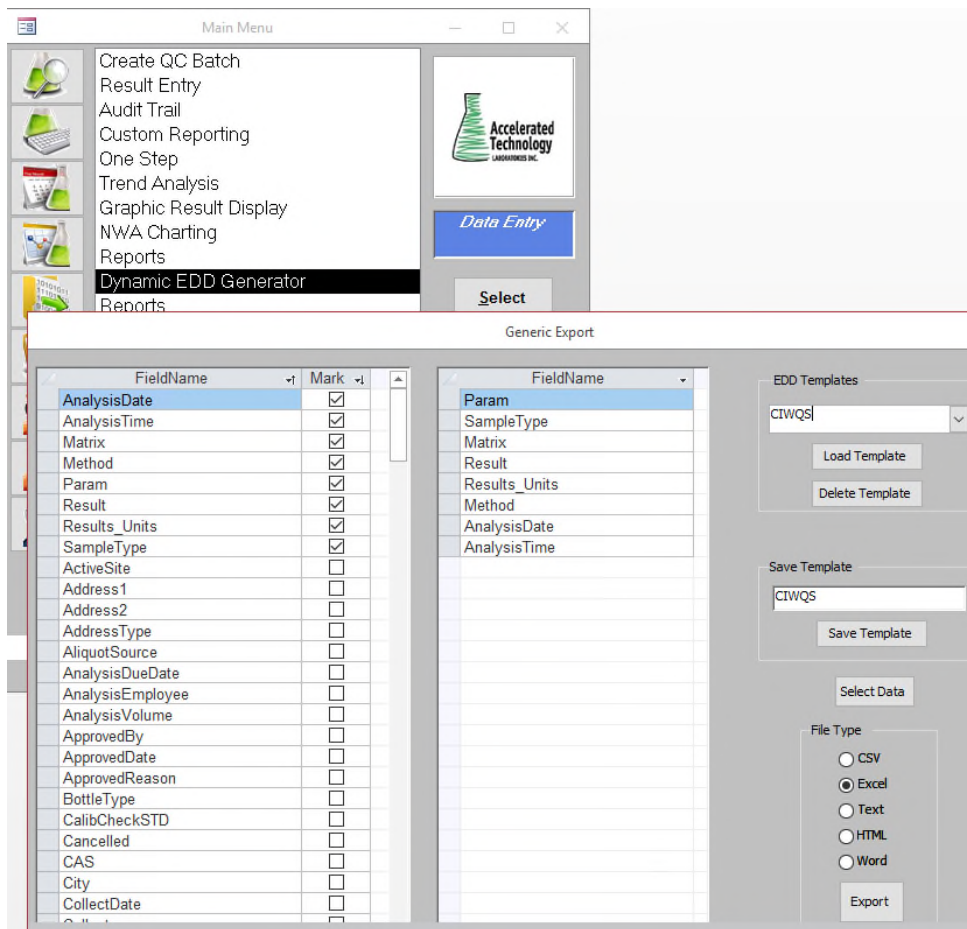 Main Menu
Create QC Batch
Result Entry
Audit Trail
Custom Reporting
One Step
Trend Analysis
Graphic Result Display
NWA Charting
Reports
Dynamic EDD Generator
Reports
Accelerated
Technology
LABORATORIES INC.
Data Entry
Select
Generic Export
FieldName Mark
AnalysisDate
AnalysisTime
Matrix
Method
Param
Result
Results_Units
SampleType
ActiveSite
Address1
Address2
AddressType
AliquotSource
AnalysisDueDate
AnalysisEmployee
AnalysisVolume
ApprovedBy
ApprovedDate
ApprovedReason
BottleType
CalibCheckSTD
Cancelled
CAS
City
CollectDate
FieldName
Param
SampleType
Matrix
Result
Results_Units
Method
AnalysisDate
AnalysisTime
EDD Templates
CIWQS
Load Template
Delete Template
Save Template
CIWQS
Save Template
Select Data
File Type
CSV
Excel
Text
HTML
Word
Export